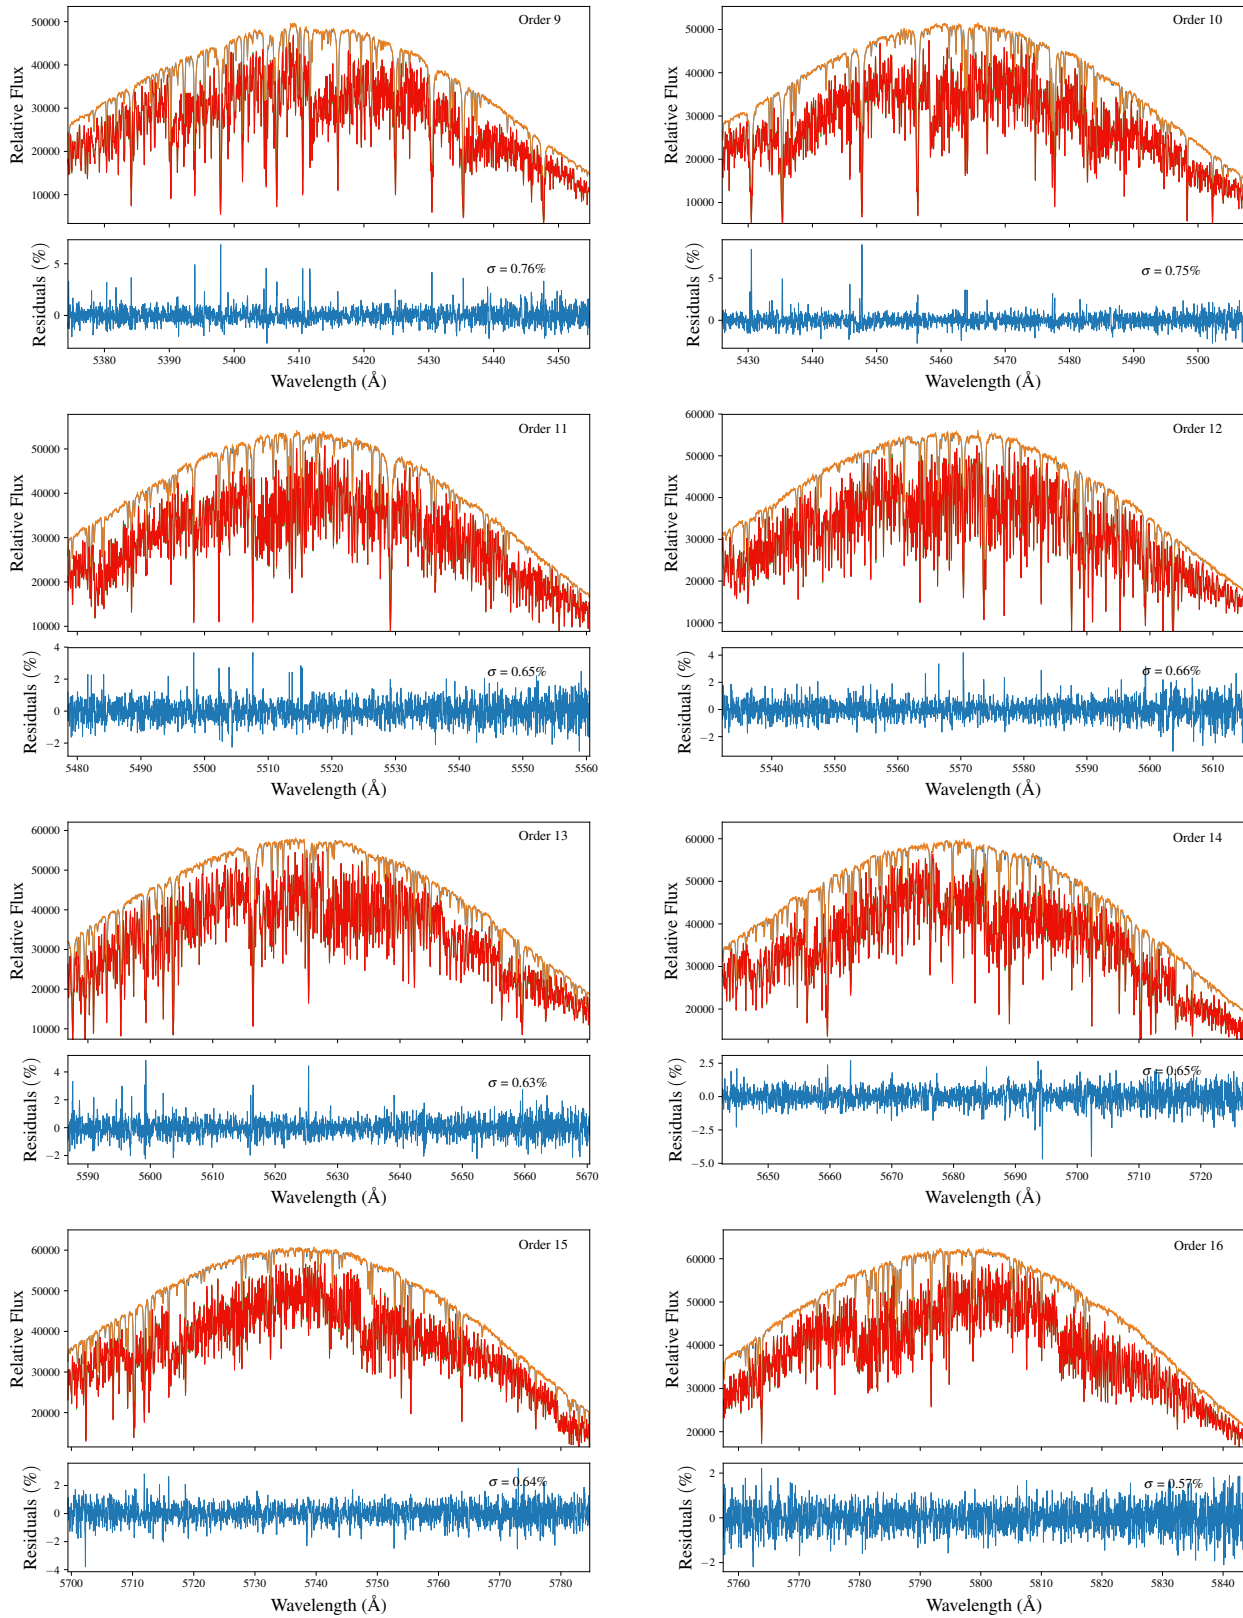 Order 9
Relative Flux
50000
40000
30000
20000
10000
σ = 0.76%
Residuals (%)
5
0
5380 5390 5400 5410 5420 5430 5440 5450
Wavelength (Å)
Order 10
Relative Flux
50000
40000
30000
20000
10000
σ = 0.75%
Residuals (%)
5
0
5430 5440 5450 5460 5470 5480 5490 5500
Wavelength (Å)
Order 11
Relative Flux
50000
40000
30000
20000
10000
σ = 0.65%
Residuals (%)
4
2
0
−2
5480 5490 5500 5510 5520 5530 5540 5550 5560
Wavelength (Å)
Order 12
Relative Flux
60000
50000
40000
30000
20000
10000
σ = 0.66%
Residuals (%)
4
2
0
−2
5540 5550 5560 5570 5580 5590 5600 5610
Wavelength (Å)
Order 13
Relative Flux
60000
50000
40000
30000
20000
10000
σ = 0.63%
Residuals (%)
4
2
0
−2
5590 5600 5610 5620 5630 5640 5650 5660 5670
Wavelength (Å)
Order 14
Relative Flux
60000
50000
40000
30000
20000
σ = 0.65%
Residuals (%)
2.5
0.0
−2.5
−5.0
5650 5660 5670 5680 5690 5700 5710 5720
Wavelength (Å)
Order 15
Relative Flux
60000
50000
40000
30000
20000
σ = 0.64%
Residuals (%)
2
0
−2
−4
5700 5710 5720 5730 5740 5750 5760 5770 5780
Wavelength (Å)
Order 16
Relative Flux
60000
50000
40000
30000
20000
σ = 0.57%
Residuals (%)
2
0
−2
5760 5770 5780 5790 5800 5810 5820 5830 5840
Wavelength (Å)